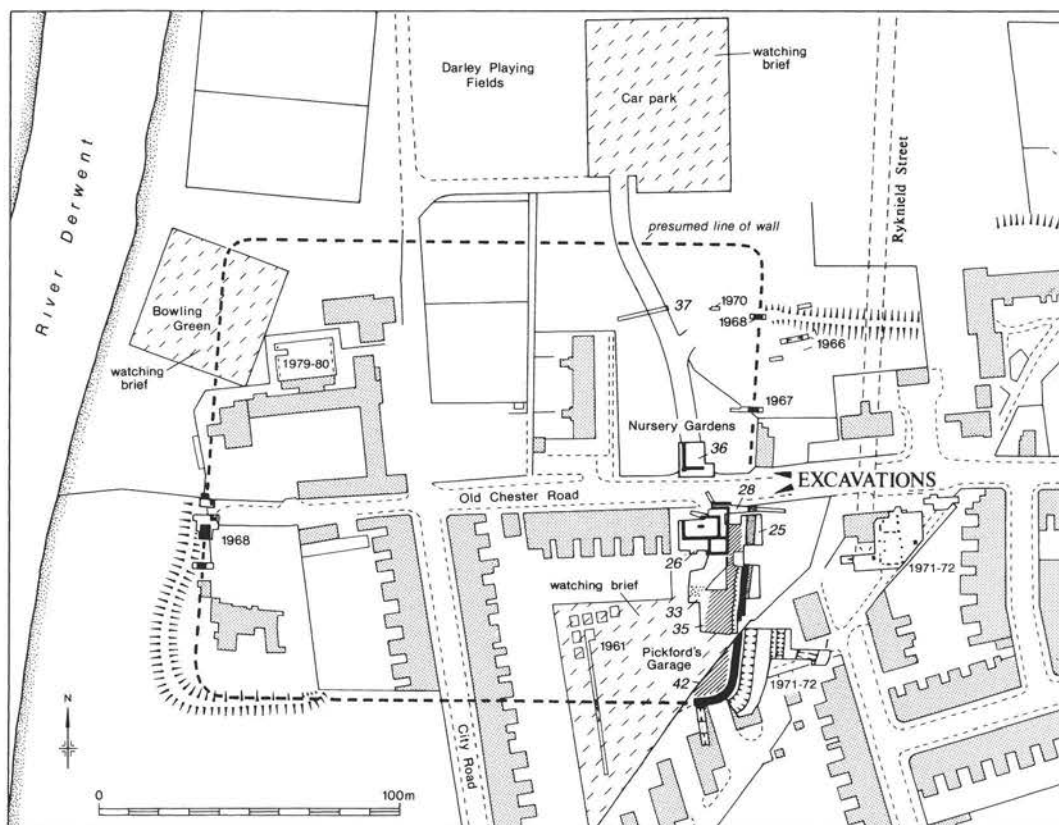 watching
brief
Darley Playing
Fields
Car park
River Derwent
Ryknield Street
presumed line of wall
Bowling
Green
37
1970
1968
1966
1979-80
watching
brief
1967
Nursery Gardens
36
EXCAVATIONS
Old Chester Road
28
25
1968
26
1971-72
watching brief
33
1961
35
Pickford's
Garage
42
1971-72
N
City Road
0
100m